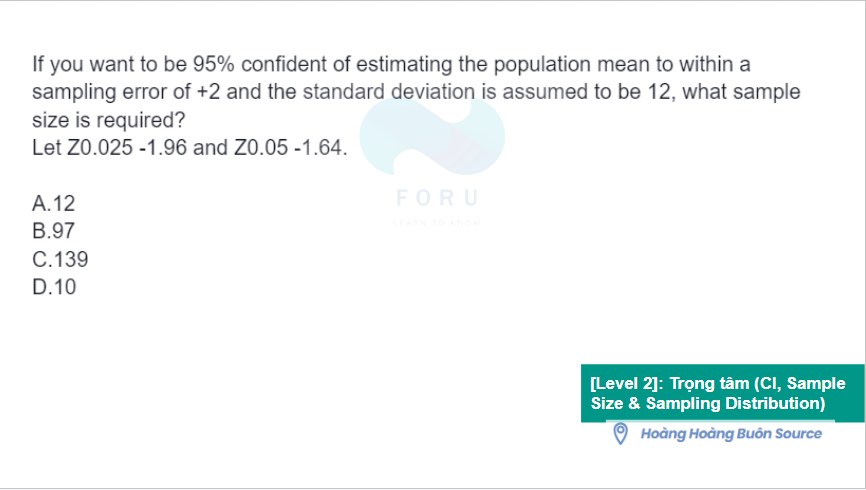 If you want to be 95% confident of estimating the population mean to within a
sampling error of +2 and the standard deviation is assumed to be 12, what sample
size is required?
Let Z0.025 -1.96 and Z0.05 -1.64.
FORU
A.12
B.97
C.139
D.10
[Level 2]: Trọng tâm (CI, Sample
Size & Sampling Distribution)
Hoàng Hoàng Buôn Source